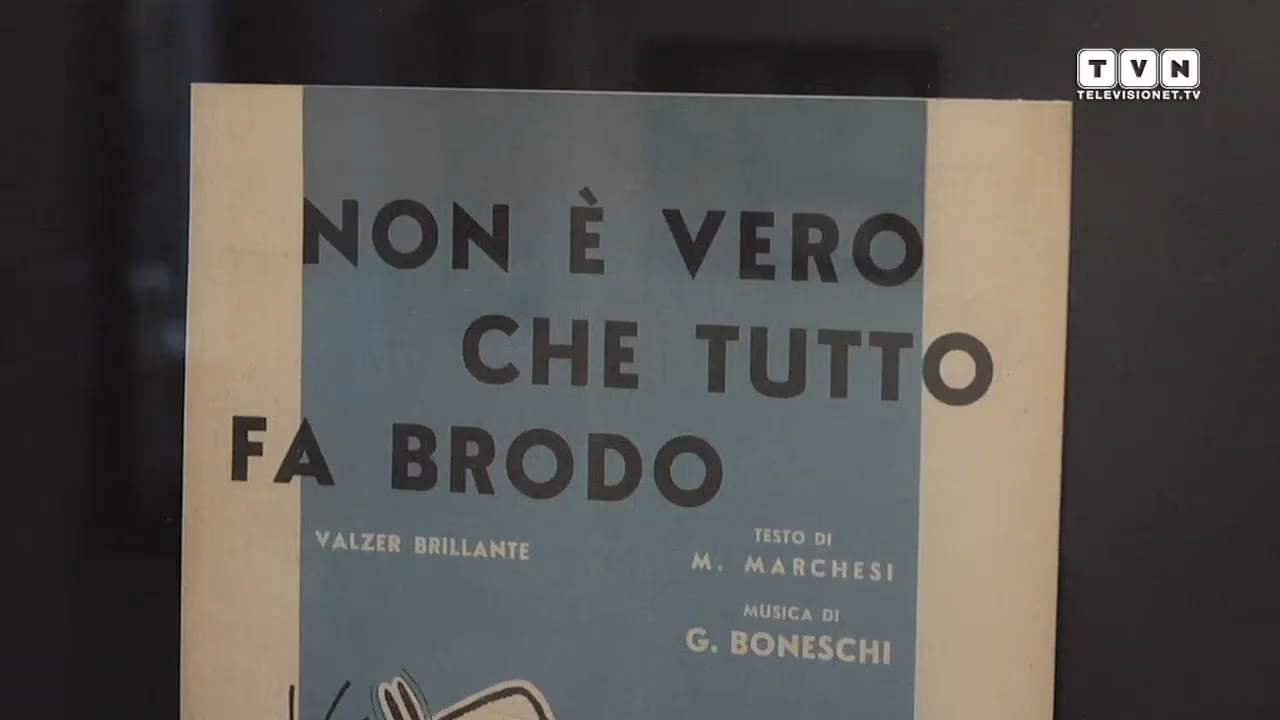 TVN
TELEVISIONET.TV
NON È VERO
CHE TUTTO
FA BRODO
VALZER BRILLANTE
TESTO DI
M. MARCHESI
MUSICA DI
G. BONESCHI